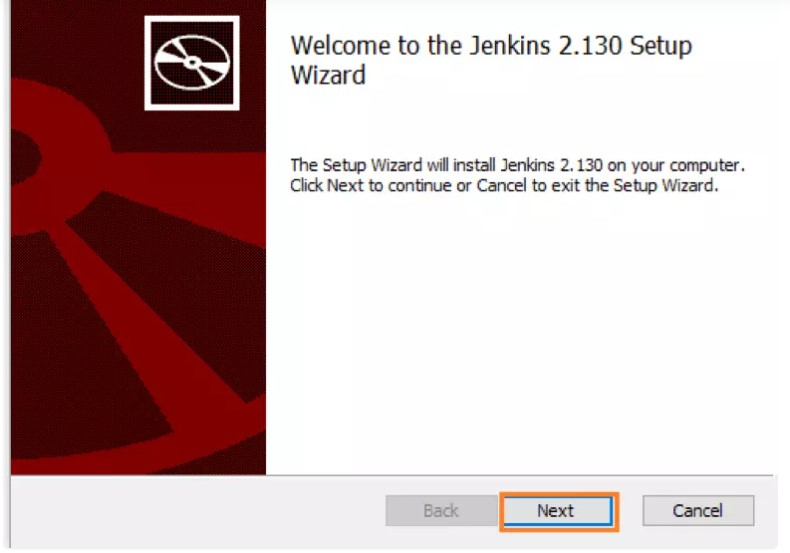 Welcome to the Jenkins 2.130 Setup
Wizard
The Setup Wizard will install Jenkins 2.130 on your computer.
Click Next to continue or Cancel to exit the Setup Wizard.
Back
Next
Cancel